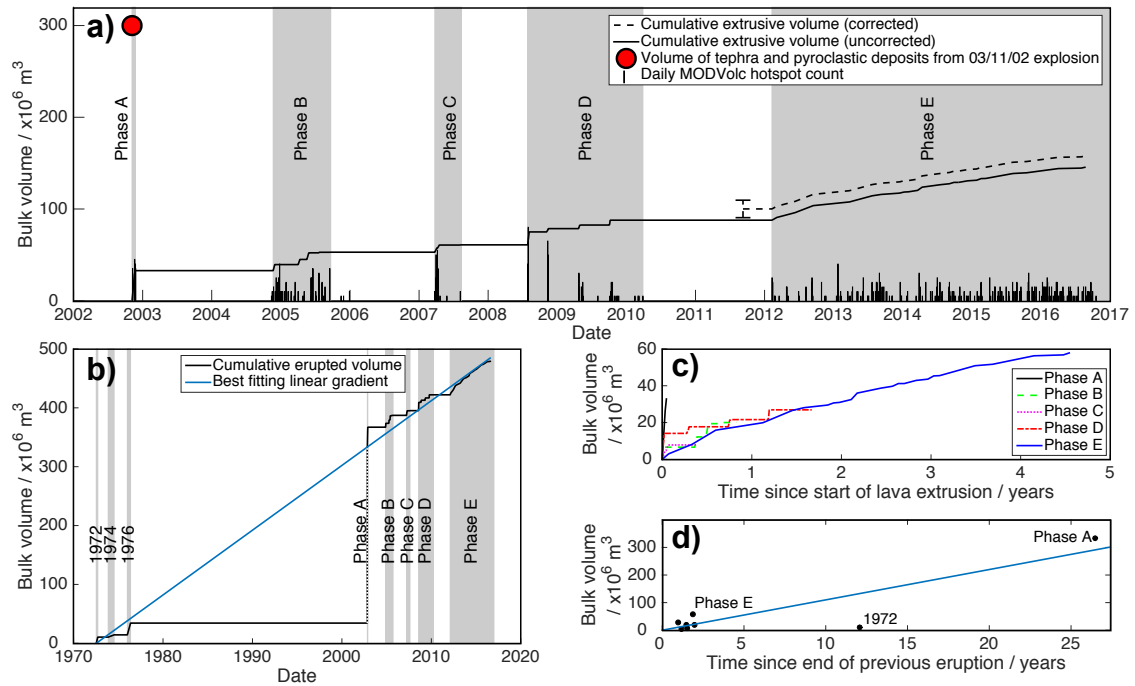 a)
Bulk volume / x10⁶ m³
300
200
100
0
Phase A
Phase B
Phase C
Phase D
Phase E
Cumulative extrusive volume (corrected)
Cumulative extrusive volume (uncorrected)
Volume of tephra and pyroclastic deposits from 03/11/02 explosion
Daily MODVolc hotspot count
2002 2003 2004 2005 2006 2007 2008 2009 2010 2011 2012 2013 2014 2015 2016 2017
Date
b)
Bulk volume / x10⁶ m³
500
400
300
200
100
0
Cumulative erupted volume
Best fitting linear gradient
1972
1974
1976
Phase A
Phase B
Phase C
Phase D
Phase E
1970 1980 1990 2000 2010 2020
Date
c)
Bulk volume
/ x10⁶ m³
60
40
20
0
Phase A
Phase B
Phase C
Phase D
Phase E
0 1 2 3 4 5
Time since start of lava extrusion / years
d)
Bulk volume
/ x10⁶ m³
300
200
100
0
Phase A
Phase E
1972
0 5 10 15 20 25
Time since end of previous eruption / years